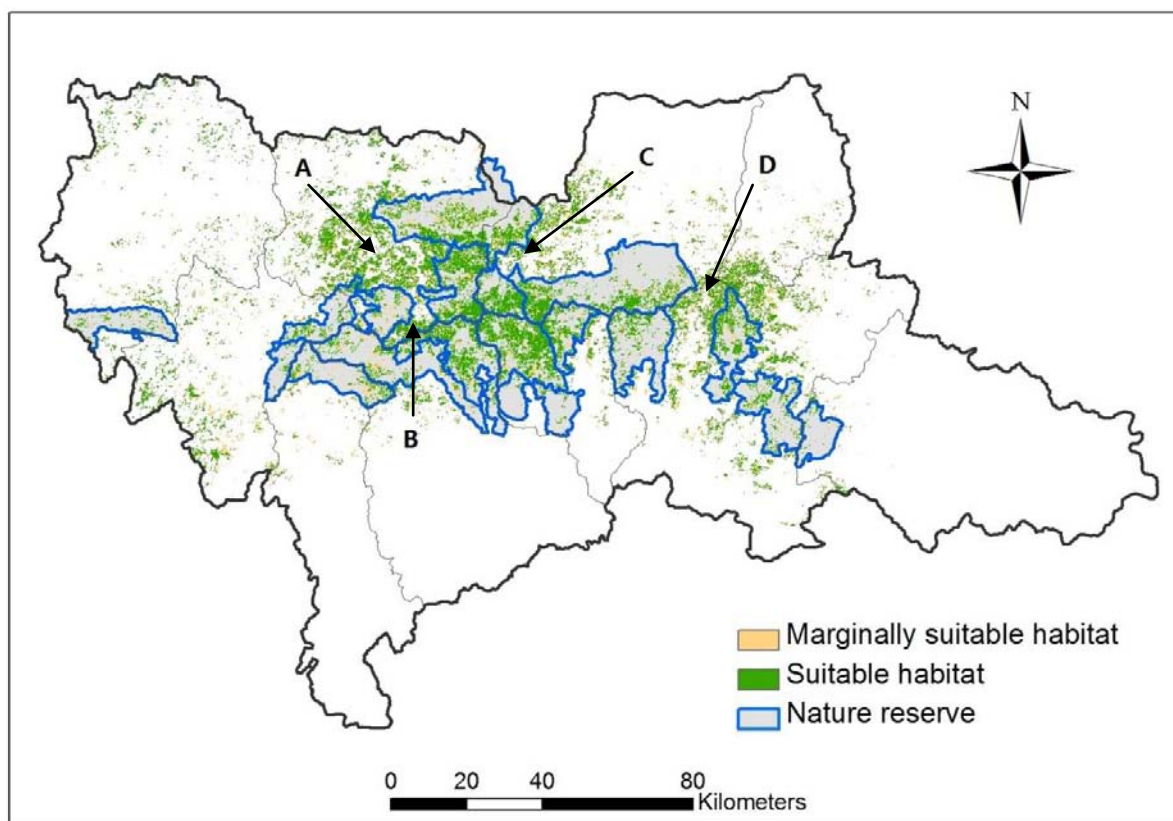 N
A
C
D
B
Marginally suitable habitat
Suitable habitat
Nature reserve
0 20 40 80
Kilometers